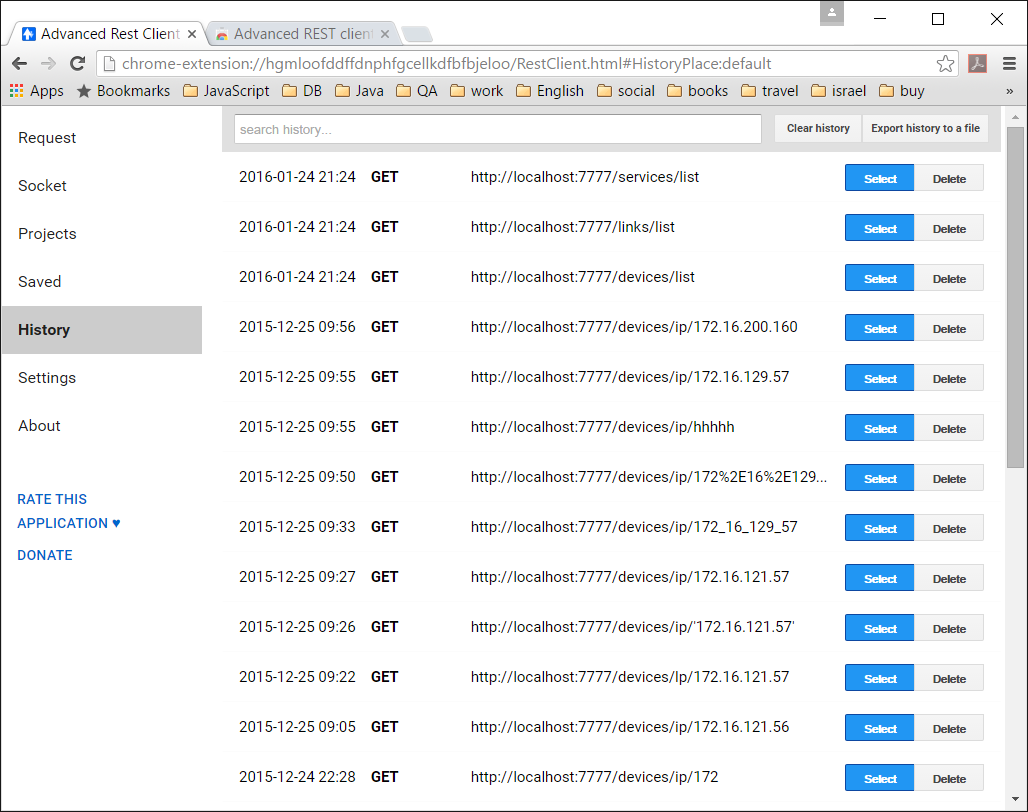 Advanced Rest Client
Advanced REST client
chrome-extension://hgmloofddffdnphfgcellkdfbfbjeloo/RestClient.html#HistoryPlace:default
Apps Bookmarks JavaScript DB Java QA work English social books travel israel buy »
Request
Socket
Projects
Saved
History
Settings
About
RATE THIS
APPLICATION ♥
DONATE
search history... Clear history Export history to a file
2016-01-24 21:24 GET http://localhost:7777/services/list Select Delete
2016-01-24 21:24 GET http://localhost:7777/links/list Select Delete
2016-01-24 21:24 GET http://localhost:7777/devices/list Select Delete
2015-12-25 09:56 GET http://localhost:7777/devices/ip/172.16.200.160 Select Delete
2015-12-25 09:55 GET http://localhost:7777/devices/ip/172.16.129.57 Select Delete
2015-12-25 09:55 GET http://localhost:7777/devices/ip/hhhhh Select Delete
2015-12-25 09:50 GET http://localhost:7777/devices/ip/172%2E16%2E129... Select Delete
2015-12-25 09:33 GET http://localhost:7777/devices/ip/172_16_129_57 Select Delete
2015-12-25 09:27 GET http://localhost:7777/devices/ip/172.16.121.57 Select Delete
2015-12-25 09:26 GET http://localhost:7777/devices/ip/'172.16.121.57' Select Delete
2015-12-25 09:22 GET http://localhost:7777/devices/ip/172.16.121.57 Select Delete
2015-12-25 09:05 GET http://localhost:7777/devices/ip/172.16.121.56 Select Delete
2015-12-24 22:28 GET http://localhost:7777/devices/ip/172 Select Delete